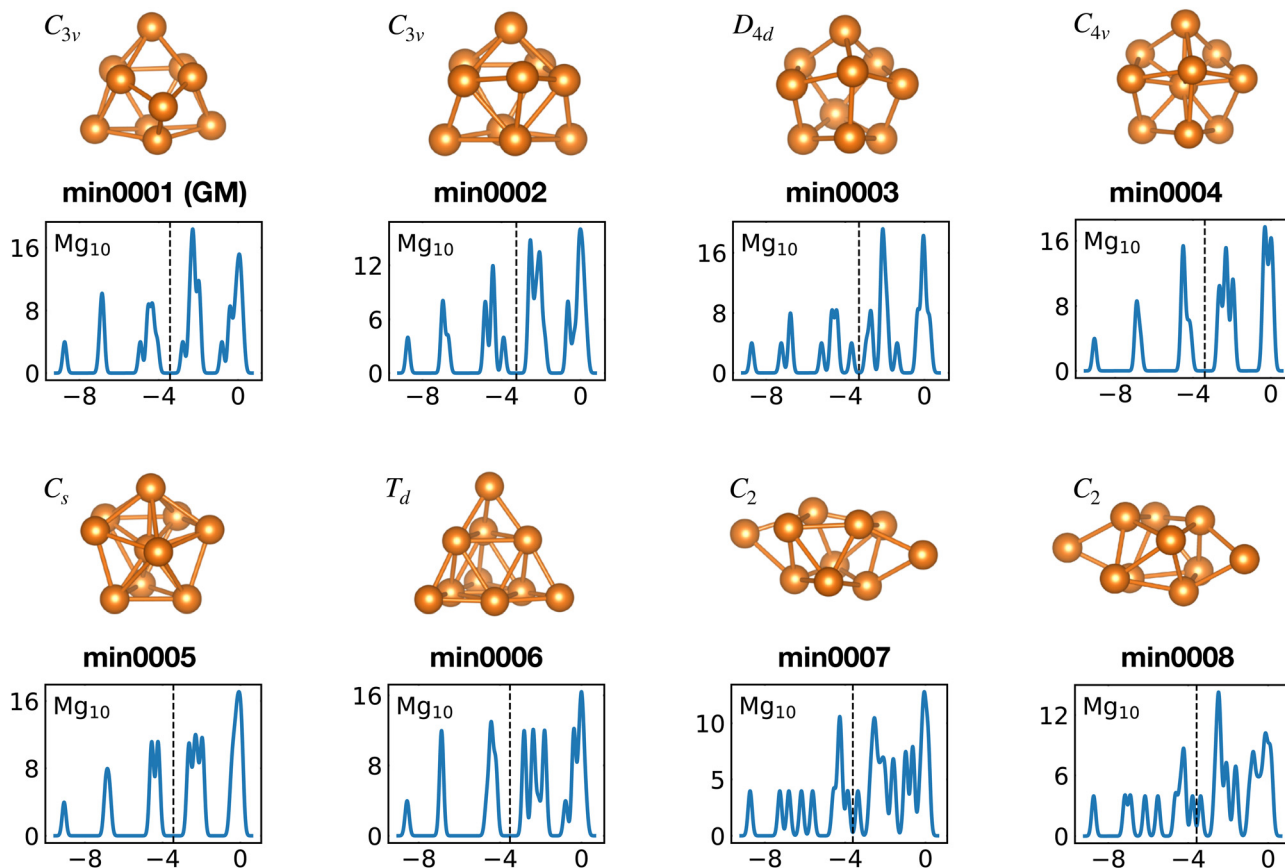 C₃ᵥ
C₃ᵥ
D₄d
C₄ᵥ
min0001 (GM)
min0002
min0003
min0004
Mg₁₀
16
8
0
−8 −4 0
Mg₁₀
12
6
0
−8 −4 0
Mg₁₀
16
8
0
−8 −4 0
Mg₁₀
16
8
0
−8 −4 0
Cₛ
T_d
C₂
C₂
min0005
min0006
min0007
min0008
Mg₁₀
16
8
0
−8 −4 0
Mg₁₀
16
8
0
−8 −4 0
Mg₁₀
10
5
0
−8 −4 0
Mg₁₀
12
6
0
−8 −4 0